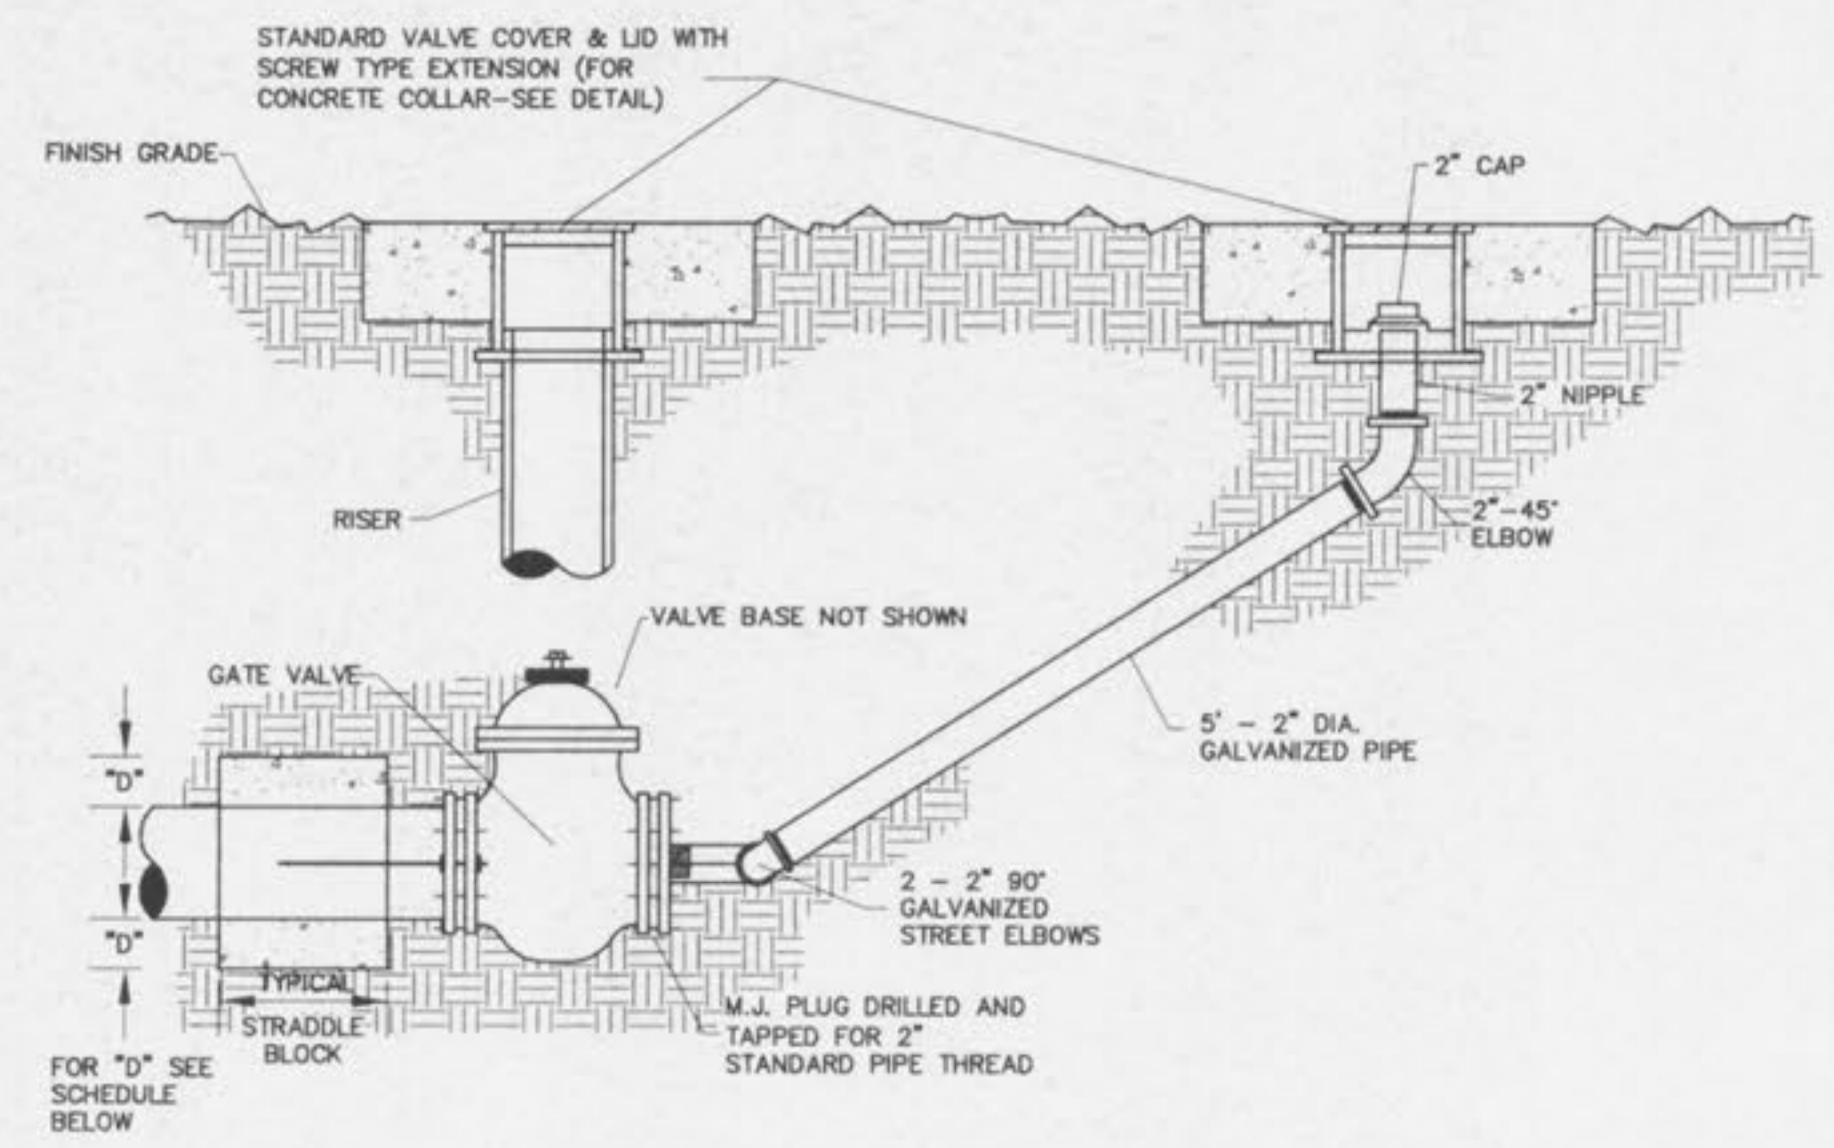 STANDARD VALVE COVER & LID WITH
SCREW TYPE EXTENSION (FOR
CONCRETE COLLAR-SEE DETAIL)
FINISH GRADE
2" CAP
2" NIPPLE
2"-45°
ELBOW
RISER
VALVE BASE NOT SHOWN
GATE VALVE
5' - 2" DIA.
GALVANIZED PIPE
"D"
2 - 2" 90°
GALVANIZED
STREET ELBOWS
"D"
TYPICAL
STRADDLE
BLOCK
M.J. PLUG DRILLED AND
TAPPED FOR 2"
STANDARD PIPE THREAD
FOR "D" SEE
SCHEDULE
BELOW